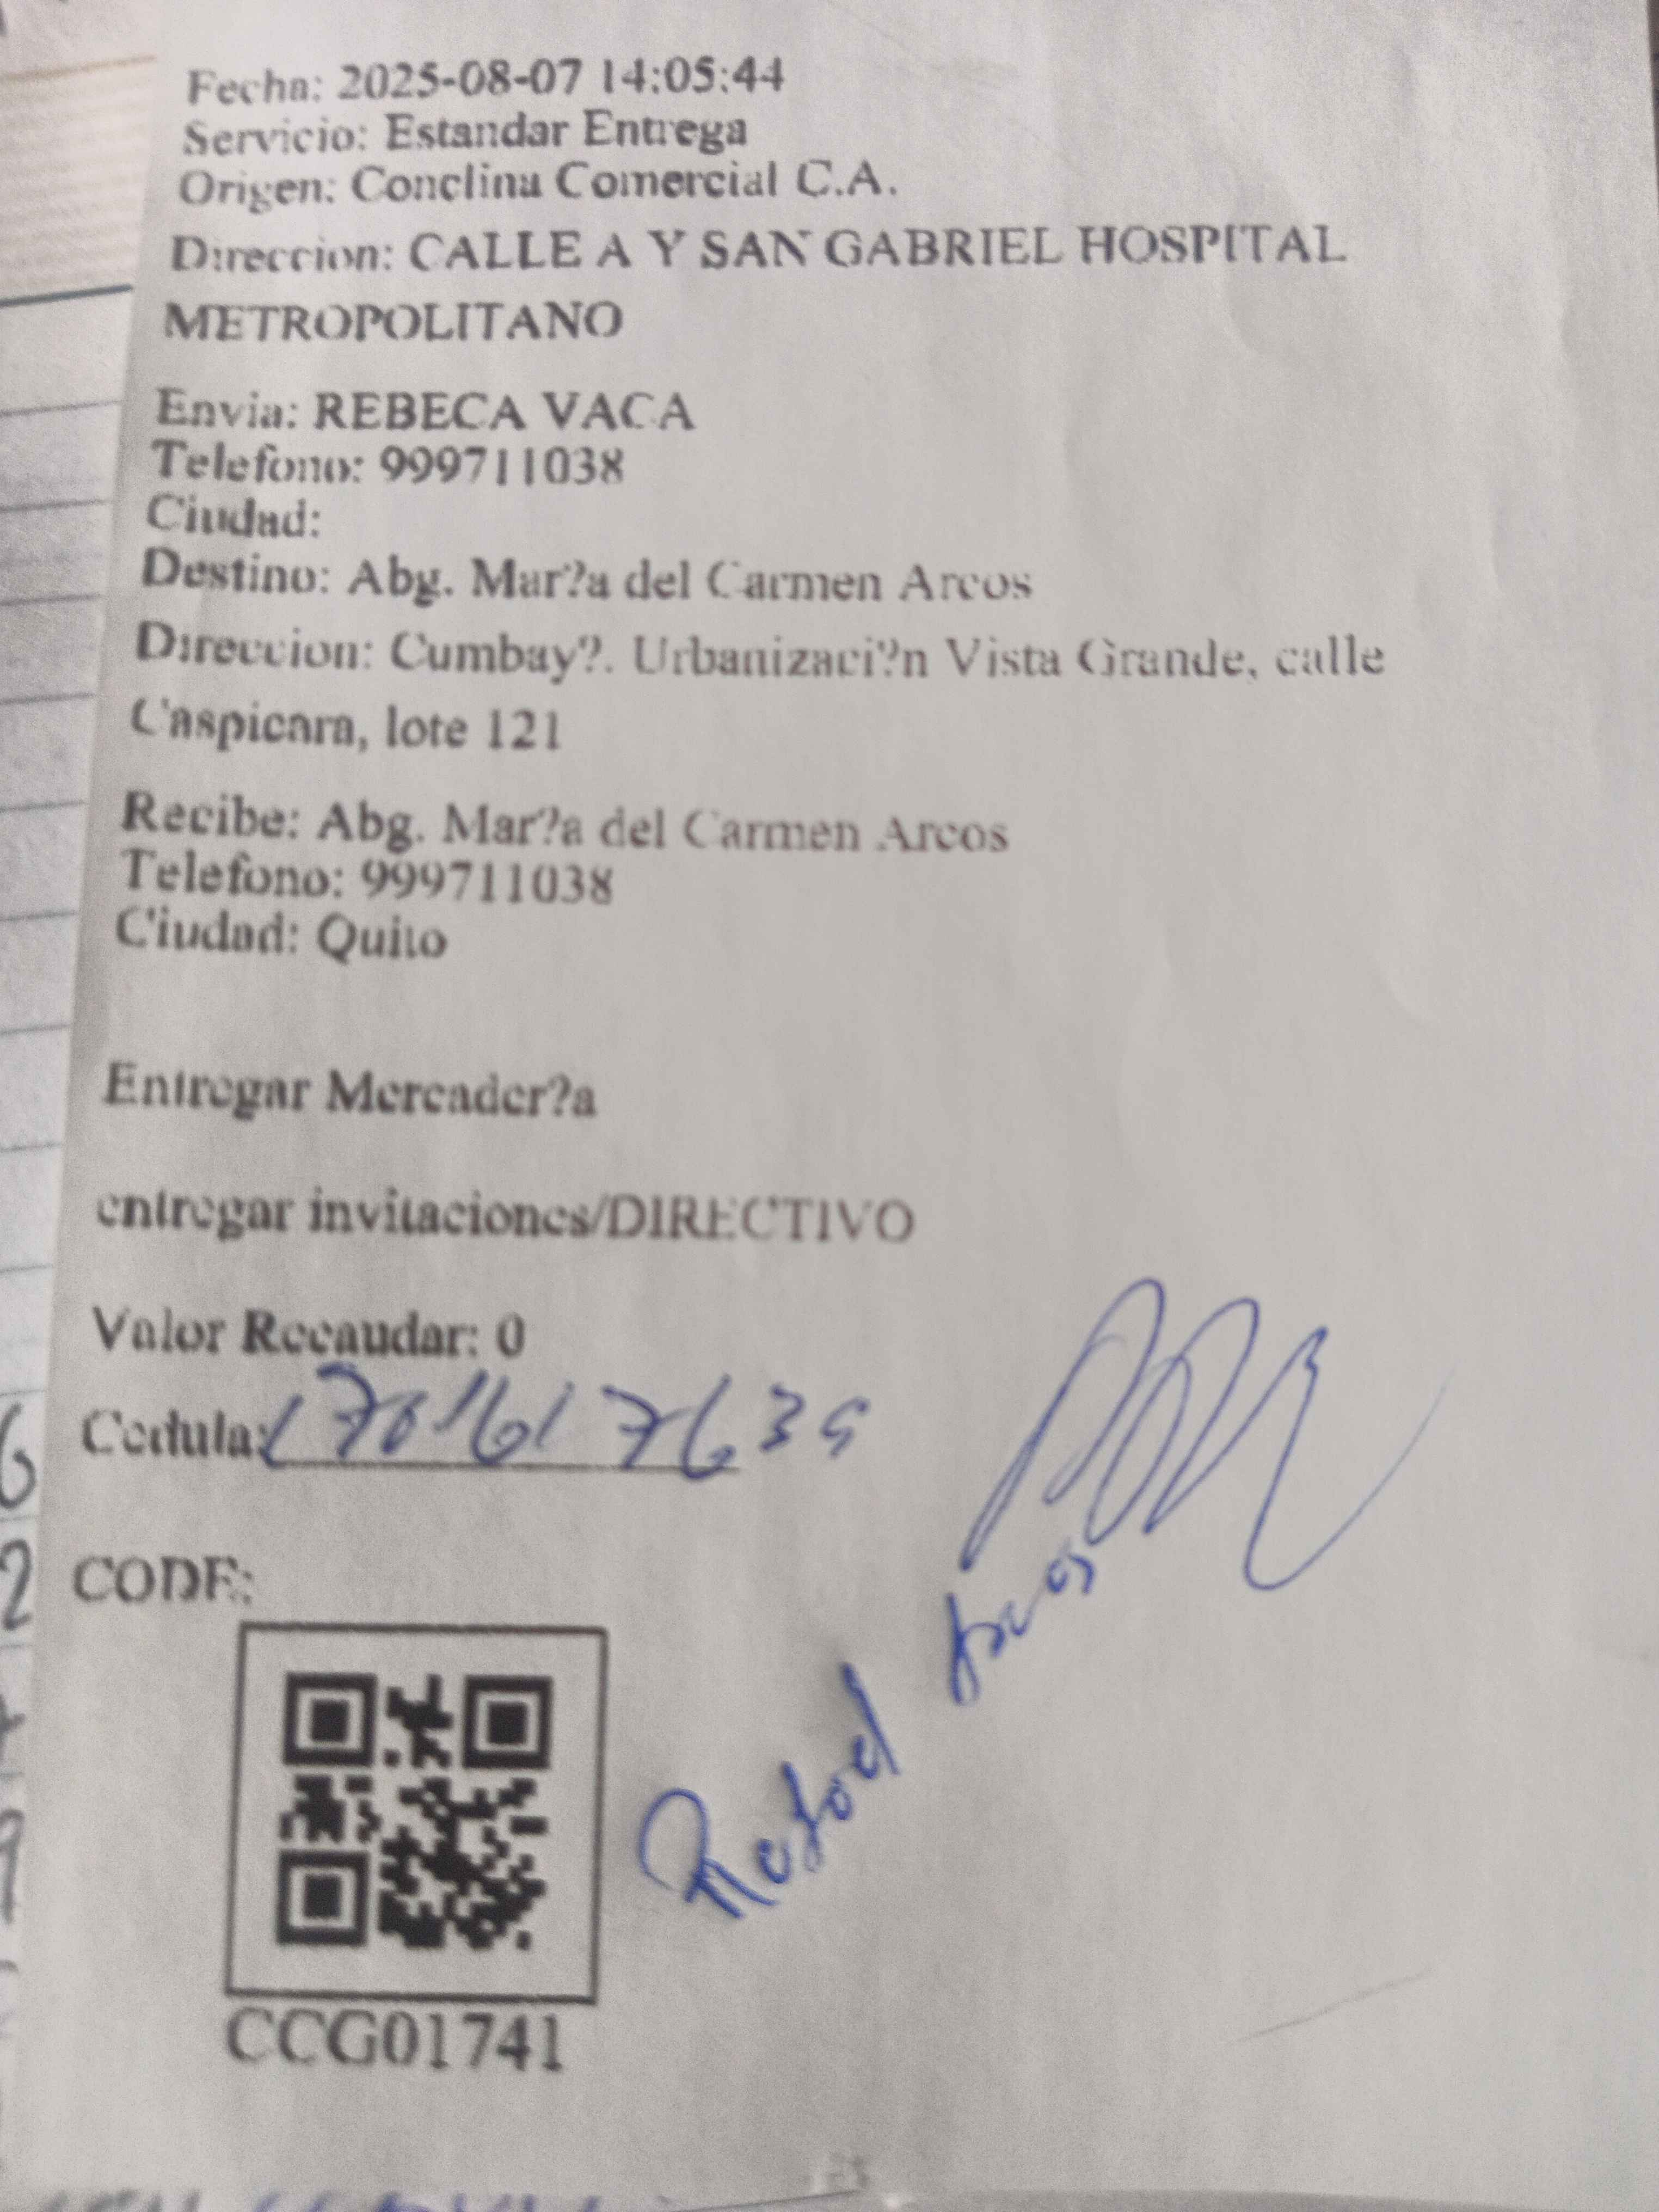 Fecha: 2025-08-07 14:05:44
Servicio: Estandar Entrega
Origen: Conclina Comercial C.A.
Direccion: CALLE A Y SAN GABRIEL HOSPITAL
METROPOLITANO
Envia: REBECA VACA
Telefono: 999711038
Ciudad:
Destino: Abg. Mar?a del Carmen Arcos
Direccion: Cumbay?. Urbanizaci?n Vista Grande, calle
Caspicara, lote 121
Recibe: Abg. Mar?a del Carmen Arcos
Telefono: 999711038
Ciudad: Quito
Entregar Mercader?a
entregar invitaciones/DIRECTIVO
Valor Recaudar: 0
Cedula:
CODE:
Rafael Arcos
CCG01741